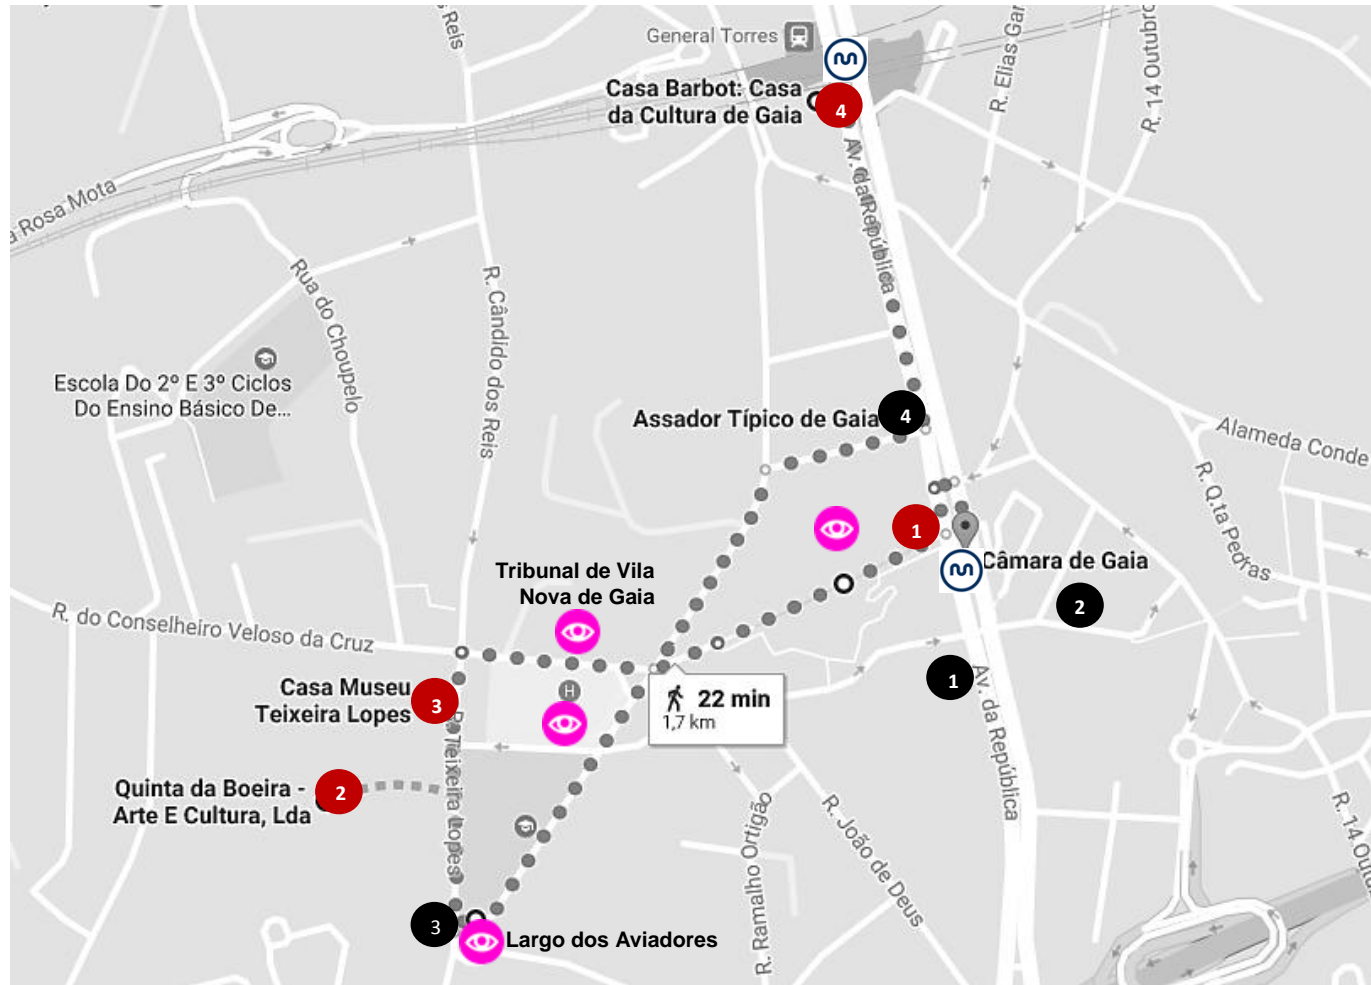 Reis
General Torres
R. Elias Gar
R. 14 Outubro
Casa Barbot: Casa
da Cultura de Gaia
4
Av. da República
a Rosa Mota
Rua do Choupelo
R. Cândido dos Reis
Escola Do 2º E 3º Ciclos
Do Ensino Básico De...
Assador Típico de Gaia
4
Alameda Conde
R. Q.ta Pedras
1
Câmara de Gaia
2
Tribunal de Vila
Nova de Gaia
R. do Conselheiro Veloso da Cruz
H
22 min
1,7 km
1
Av. da República
Casa Museu
Teixeira Lopes
3
R. Teixeira Lopes
Quinta da Boeira -
Arte E Cultura, Lda
2
R. Ramalho Ortigão
R. João de Deus
R. 14 Outu
3
Largo dos Aviadores